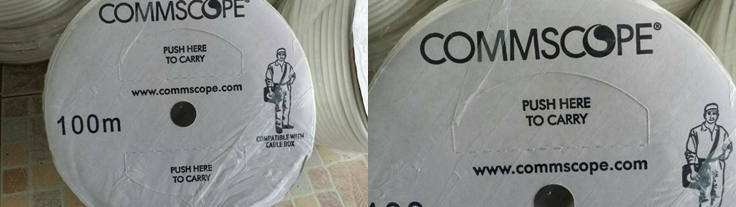 COMMSCOPE®
PUSH HERE
TO CARRY
www.commscope.com
100m
COMPATIBLE WITH
CABLE BOX
PUSH HERE
TO CARRY
COMMSCOPE®
PUSH HERE
TO CARRY
www.commscope.com